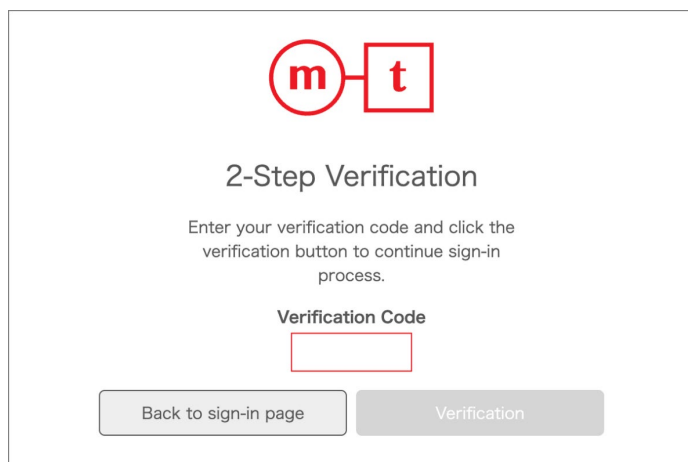 m t
2-Step Verification
Enter your verification code and click the
verification button to continue sign-in
process.
Verification Code
Back to sign-in page
Verification